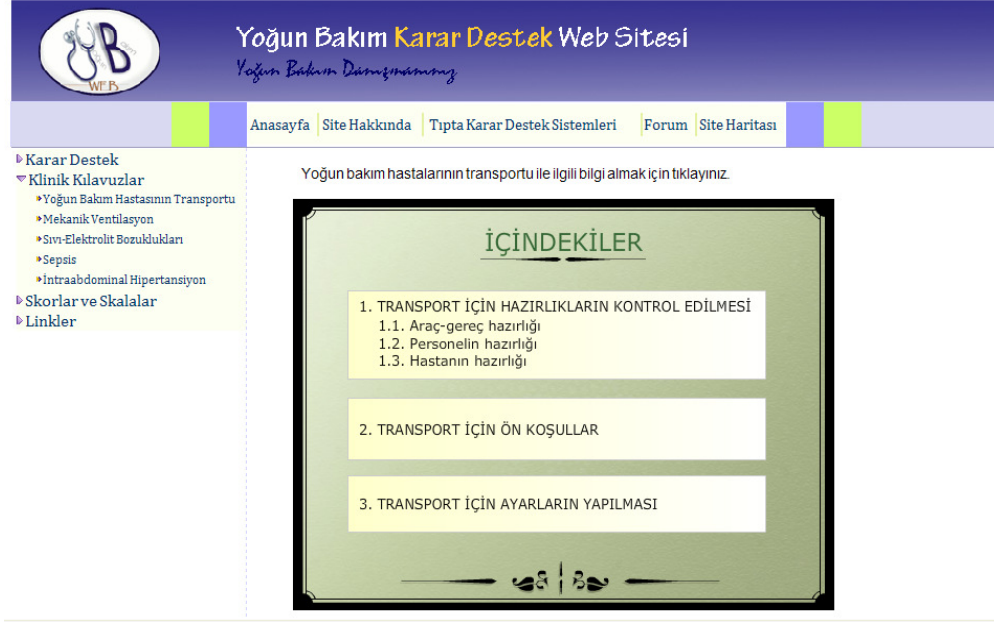 YB
WEB
Yoğun Bakım Karar Destek Web Sitesi
Yoğun Bakım Danışmanınız
Anasayfa
Site Hakkında
Tıpta Karar Destek Sistemleri
Forum
Site Haritası
Karar Destek
Klinik Kılavuzlar
Yoğun Bakım Hastasının Transportu
Mekanik Ventilasyon
Sıvı-Elektrolit Bozuklukları
Sepsis
İntraabdominal Hipertansiyon
Skorlar ve Skalalar
Linkler
Yoğun bakım hastalarının transportu ile ilgili bilgi almak için tıklayınız.
İÇİNDEKİLER
1. TRANSPORT İÇİN HAZIRLIKLARIN KONTROL EDİLMESİ
1.1. Araç-gereç hazırlığı
1.2. Personelin hazırlığı
1.3. Hastanın hazırlığı
2. TRANSPORT İÇİN ÖN KOŞULLAR
3. TRANSPORT İÇİN AYARLARIN YAPILMASI